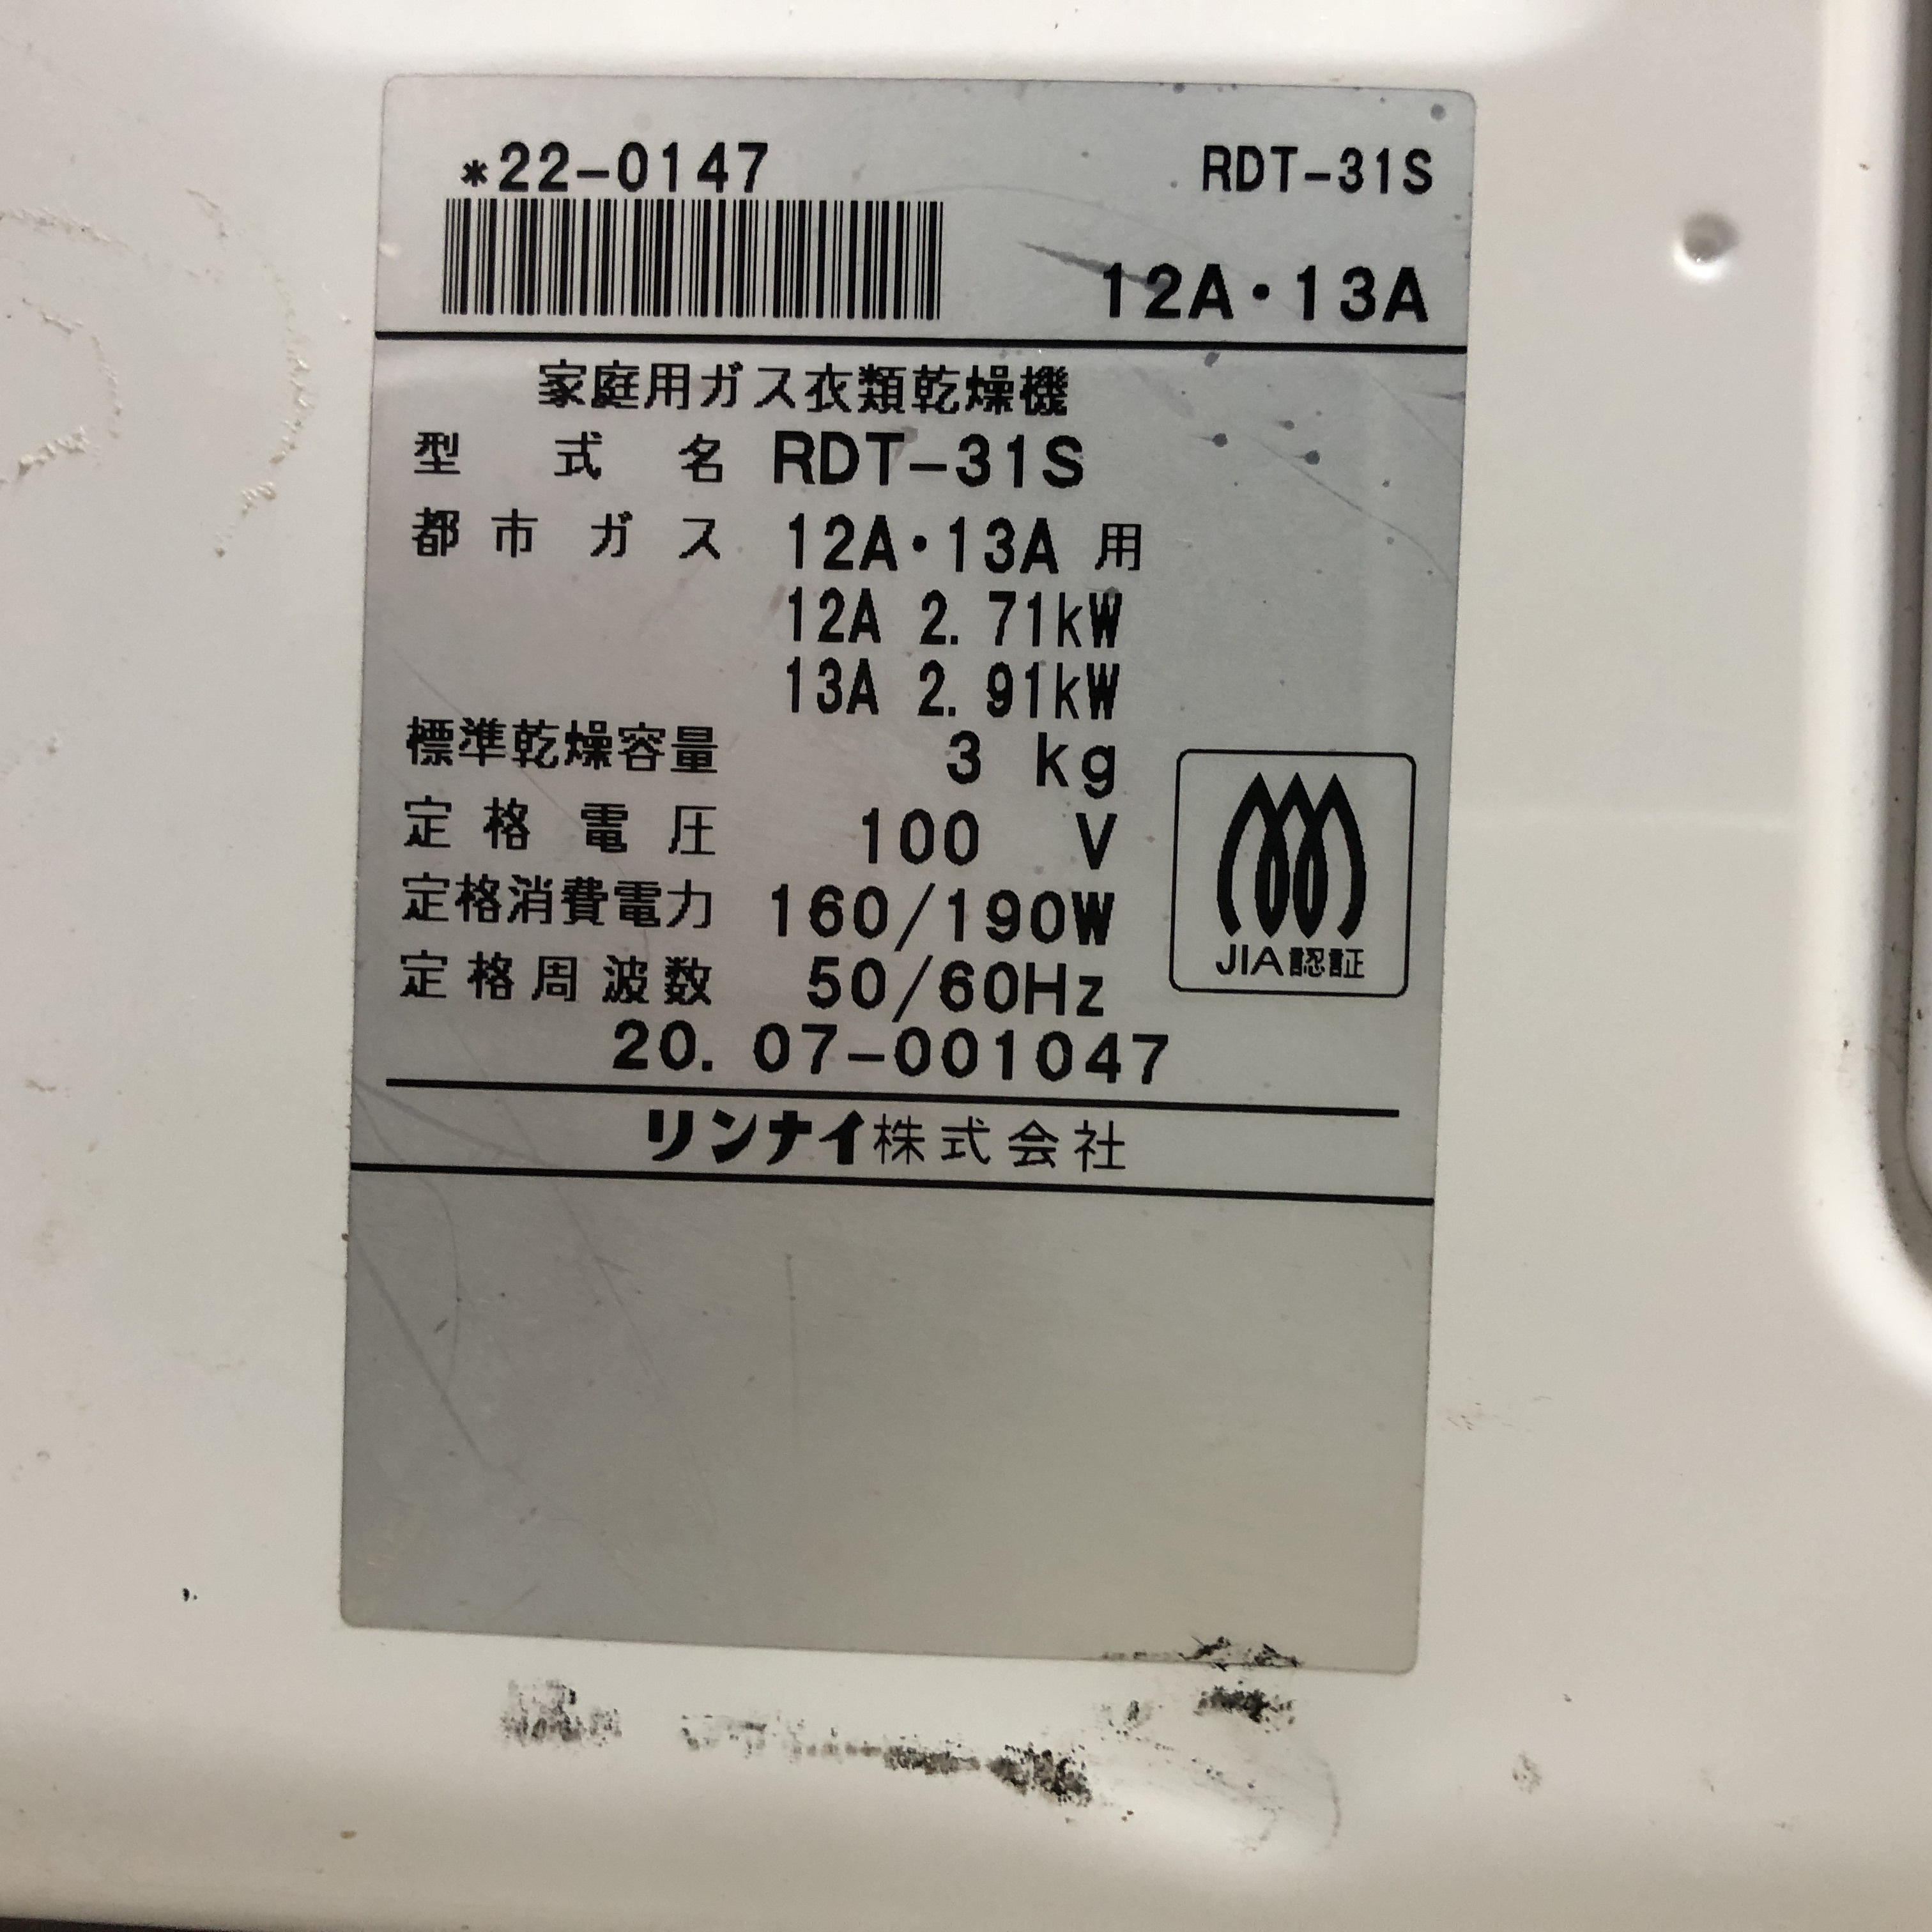 *22-0147
RDT-31S
12A・13A
家庭用ガス衣類乾燥機
型式名 RDT-31S
都市ガス 12A・13A 用
12A 2.71kW
13A 2.91kW
標準乾燥容量 3 kg
定格電圧 100 V
定格消費電力 160/190W
定格周波数 50/60Hz
JIA認証
20.07-001047
リンナイ株式会社